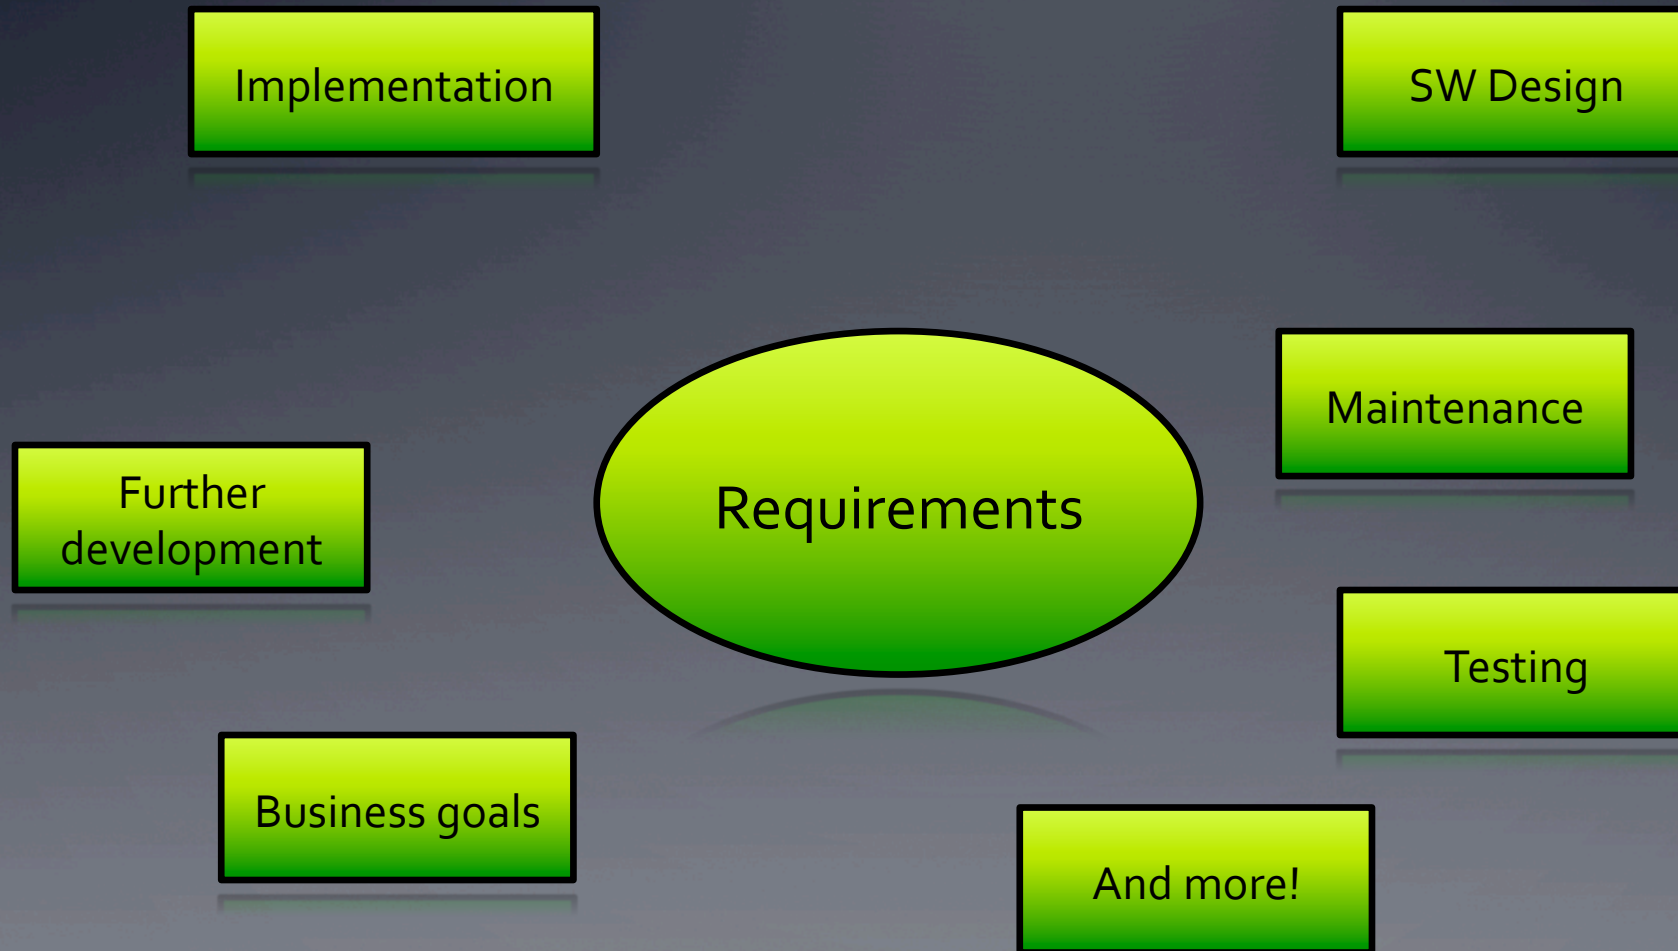 Implementation
SW Design
Maintenance
Further
development
Requirements
Testing
Business goals
And more!